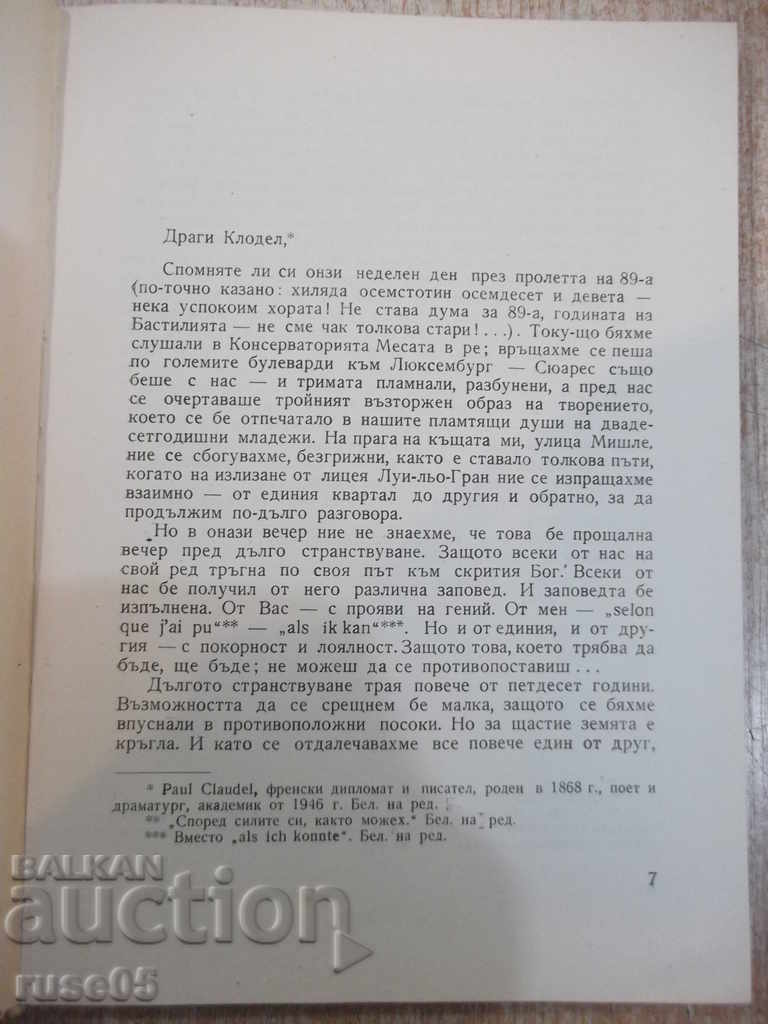 Драги Клодел,*
Спомняте ли си онзи неделен ден през пролетта на 89-а
(по-точно казано: хиляда осемстотин осемдесет и девета —
нека успокоим хората! Не става дума за 89-а, годината на
Бастилията — не сме чак толкова стари!...). Току-що бяхме
слушали в Консерваторията Месата в ре; връщахме се пеша
по големите булеварди към Люксембург — Сюарес също
беше с нас — и тримата пламнали, разбунени, а пред нас
се очертаваше тройният възторжен образ на творението,
което се бе отпечатало в нашите пламтящи души на двадe-
сетгодишни младежи. На прага на къщата ми, улица Мишле,
ние се сбогувахме, безгрижни, както е ставало толкова пъти,
когато на излизане от лицея Луи-льо-Гран ние се изпращахме
взаимно — от единия квартал до другия и обратно, за да
продължим по-дълго разговора.
Но в онази вечер ние не знаехме, че това бе прощална
вечер пред дълго странствуване. Защото всеки от нас на
свой ред тръгна по своя път към скрития Бог. Всеки от
нас бе получил от него различна заповед. И заповедта бе
изпълнена. От Вас — с прояви на гений. От мен — „selon
que j'ai pu“** — „als ik kan“***. Но и от единия, и от дру-
гия — с покорност и лоялност. Защото това, което трябва да
бъде, ще бъде; не можеш да се противопоставиш...
Дългото странствуване трая повече от петдесет години.
Възможността да се срещнем бе малка, защото се бяхме
впуснали в противоположни посоки. Но за щастие земята е
кръгла. И като се отдалечавахме все повече един от друг,
* Paul Claudel, френски дипломат и писател, роден в 1868 г., поет и
драматург, академик от 1946 г. Бел. на ред.
** „Според силите си, както можех.“ Бел. на ред.
*** Вместо „als ich konnte“. Бел. на ред.
7
BALKAN
auction
ruse05